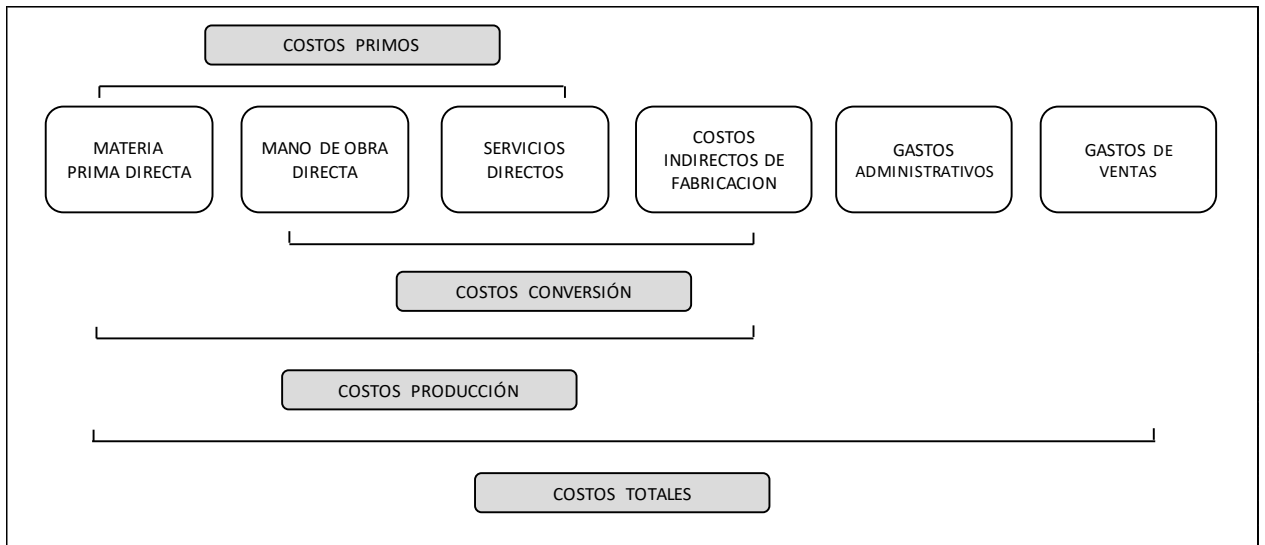 COSTOS PRIMOS
MATERIA
PRIMA DIRECTA
MANO DE OBRA
DIRECTA
SERVICIOS
DIRECTOS
COSTOS
INDIRECTOS DE
FABRICACION
GASTOS
ADMINISTRATIVOS
GASTOS DE
VENTAS
COSTOS CONVERSIÓN
COSTOS PRODUCCIÓN
COSTOS TOTALES